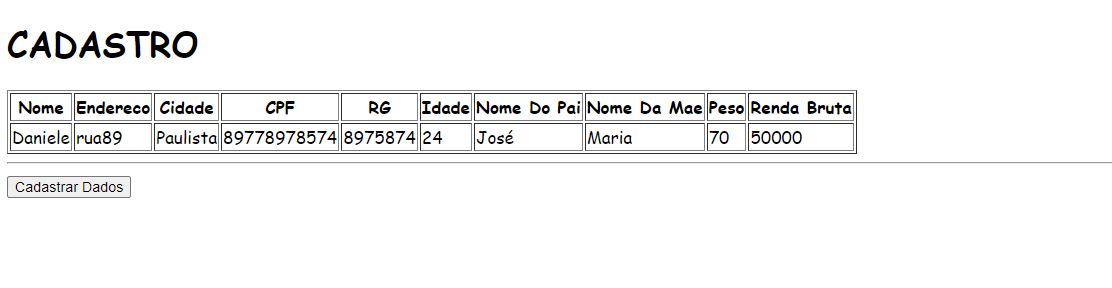 CADASTRO
Nome Endereco Cidade CPF RG Idade Nome Do Pai Nome Da Mae Peso Renda Bruta
Daniele rua89 Paulista 89778978574 8975874 24 José Maria 70 50000
Cadastrar Dados